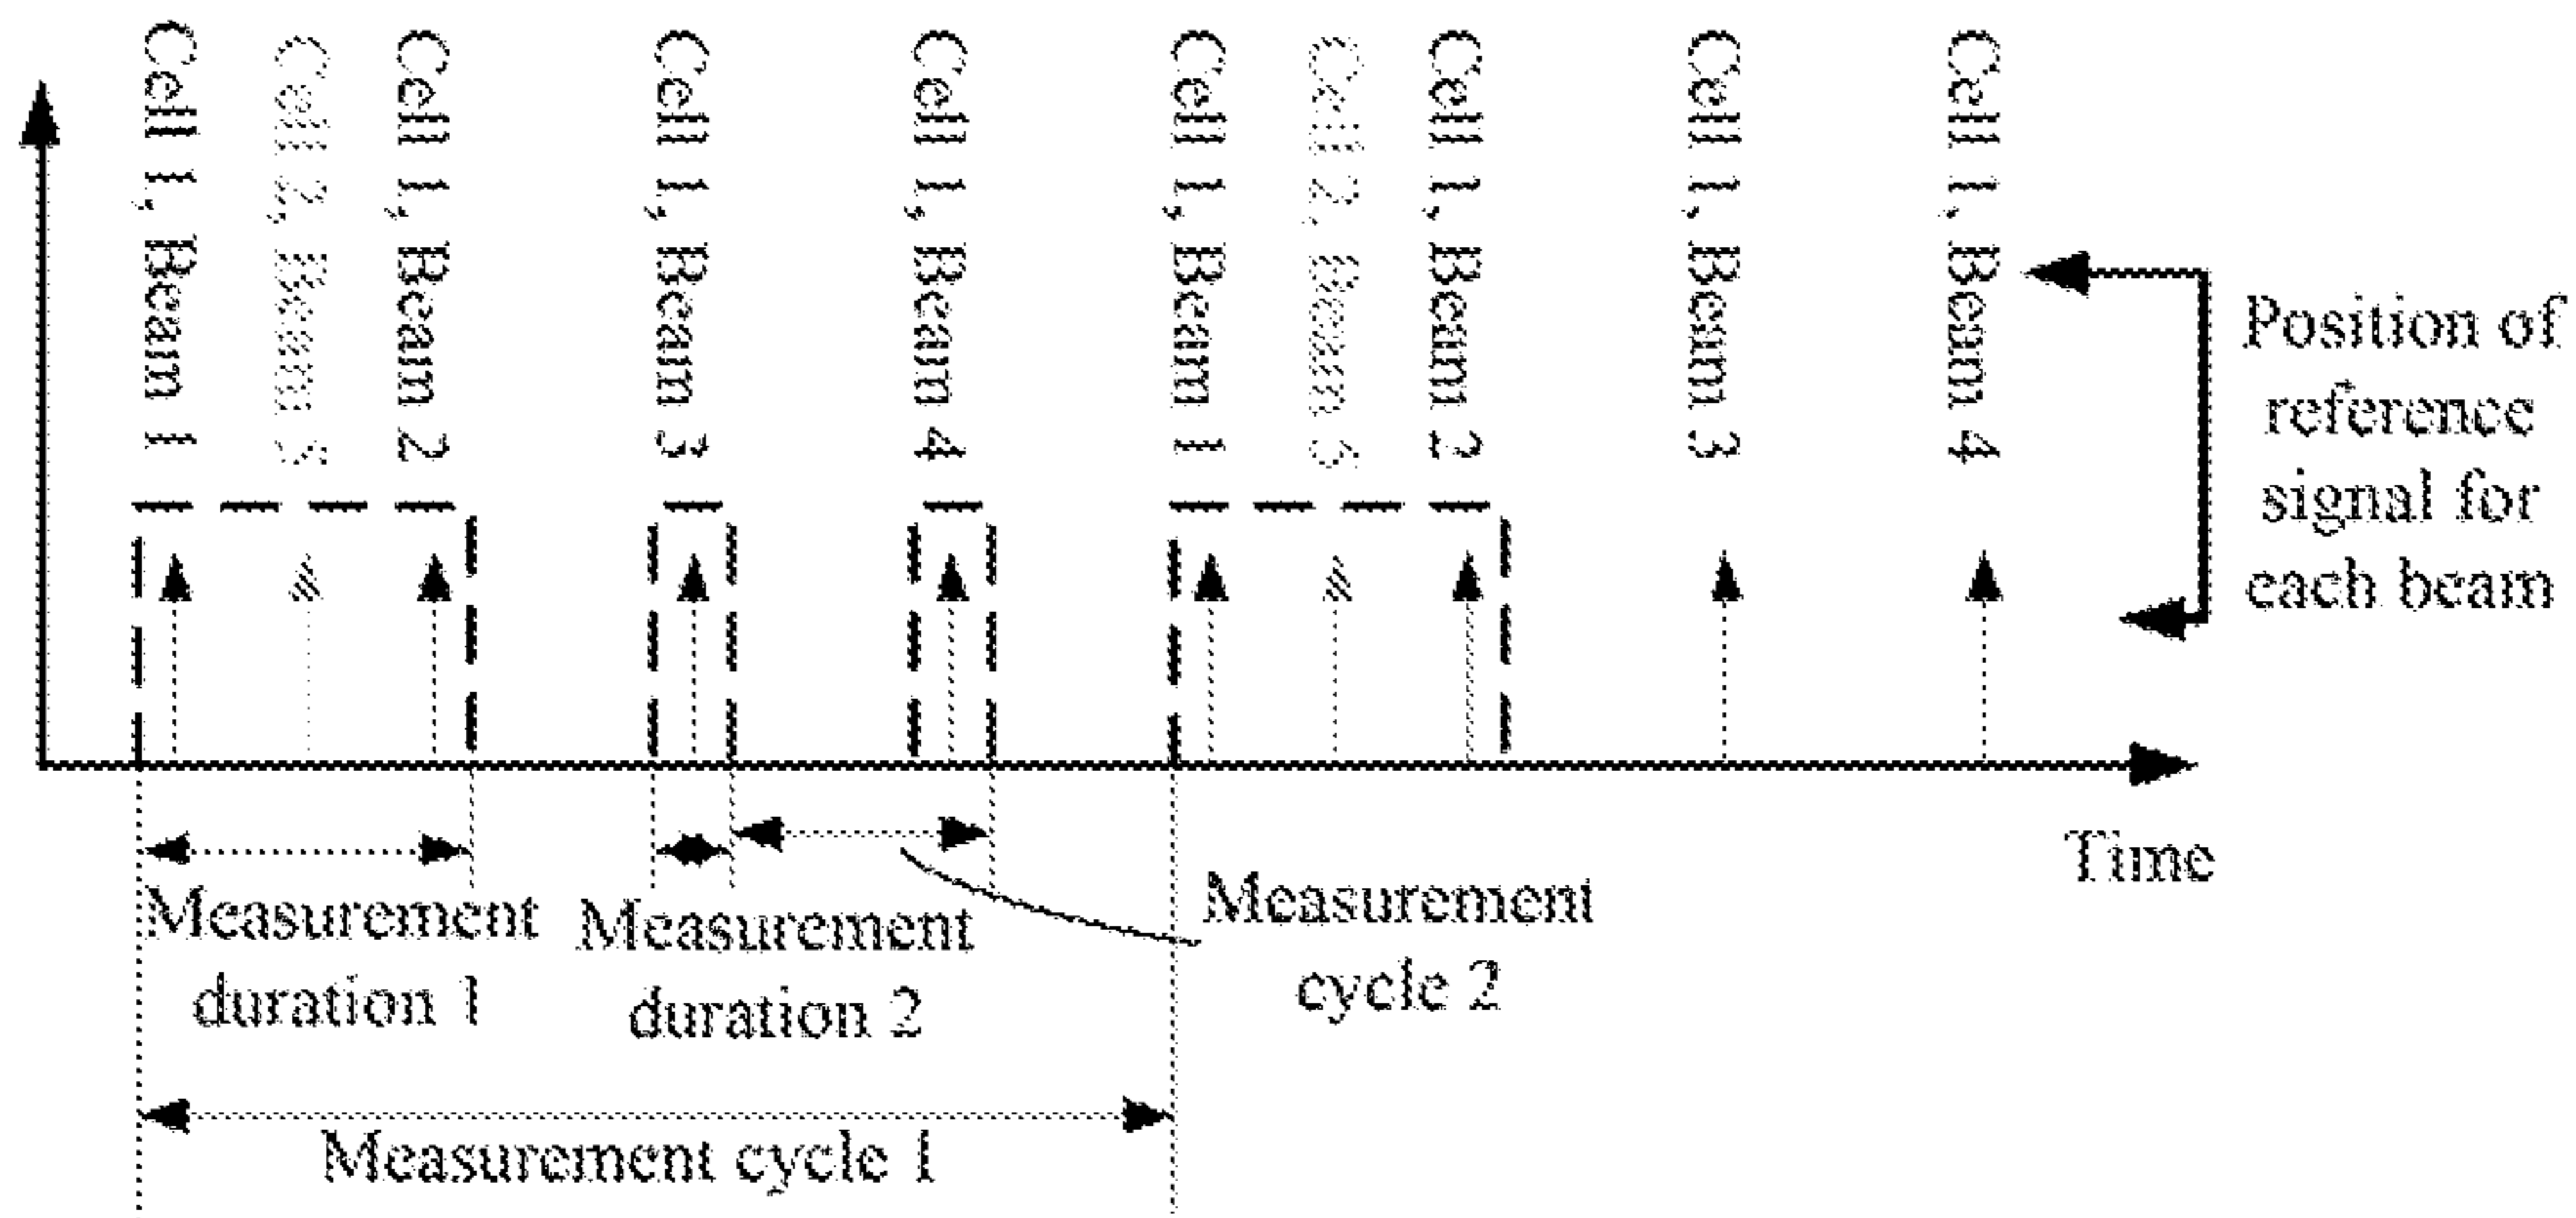 Cell 1, Beam 1
Cell 2, Beam
Cell 1, Beam 2
Cell 1, Beam 3
Cell 1, Beam 4
Cell 1, Beam 1
Cell 2, Beam
Cell 1, Beam 2
Cell 1, Beam 3
Cell 1, Beam 4
Position of
reference
signal for
each beam
Time
Measurement
duration 1
Measurement
duration 2
Measurement
cycle 2
Measurement cycle 1